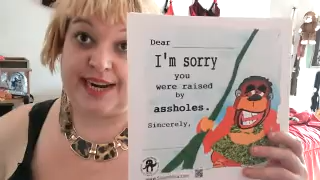 Dear
I'm sorry
you
were raised
by
assholes.
Sincerely,